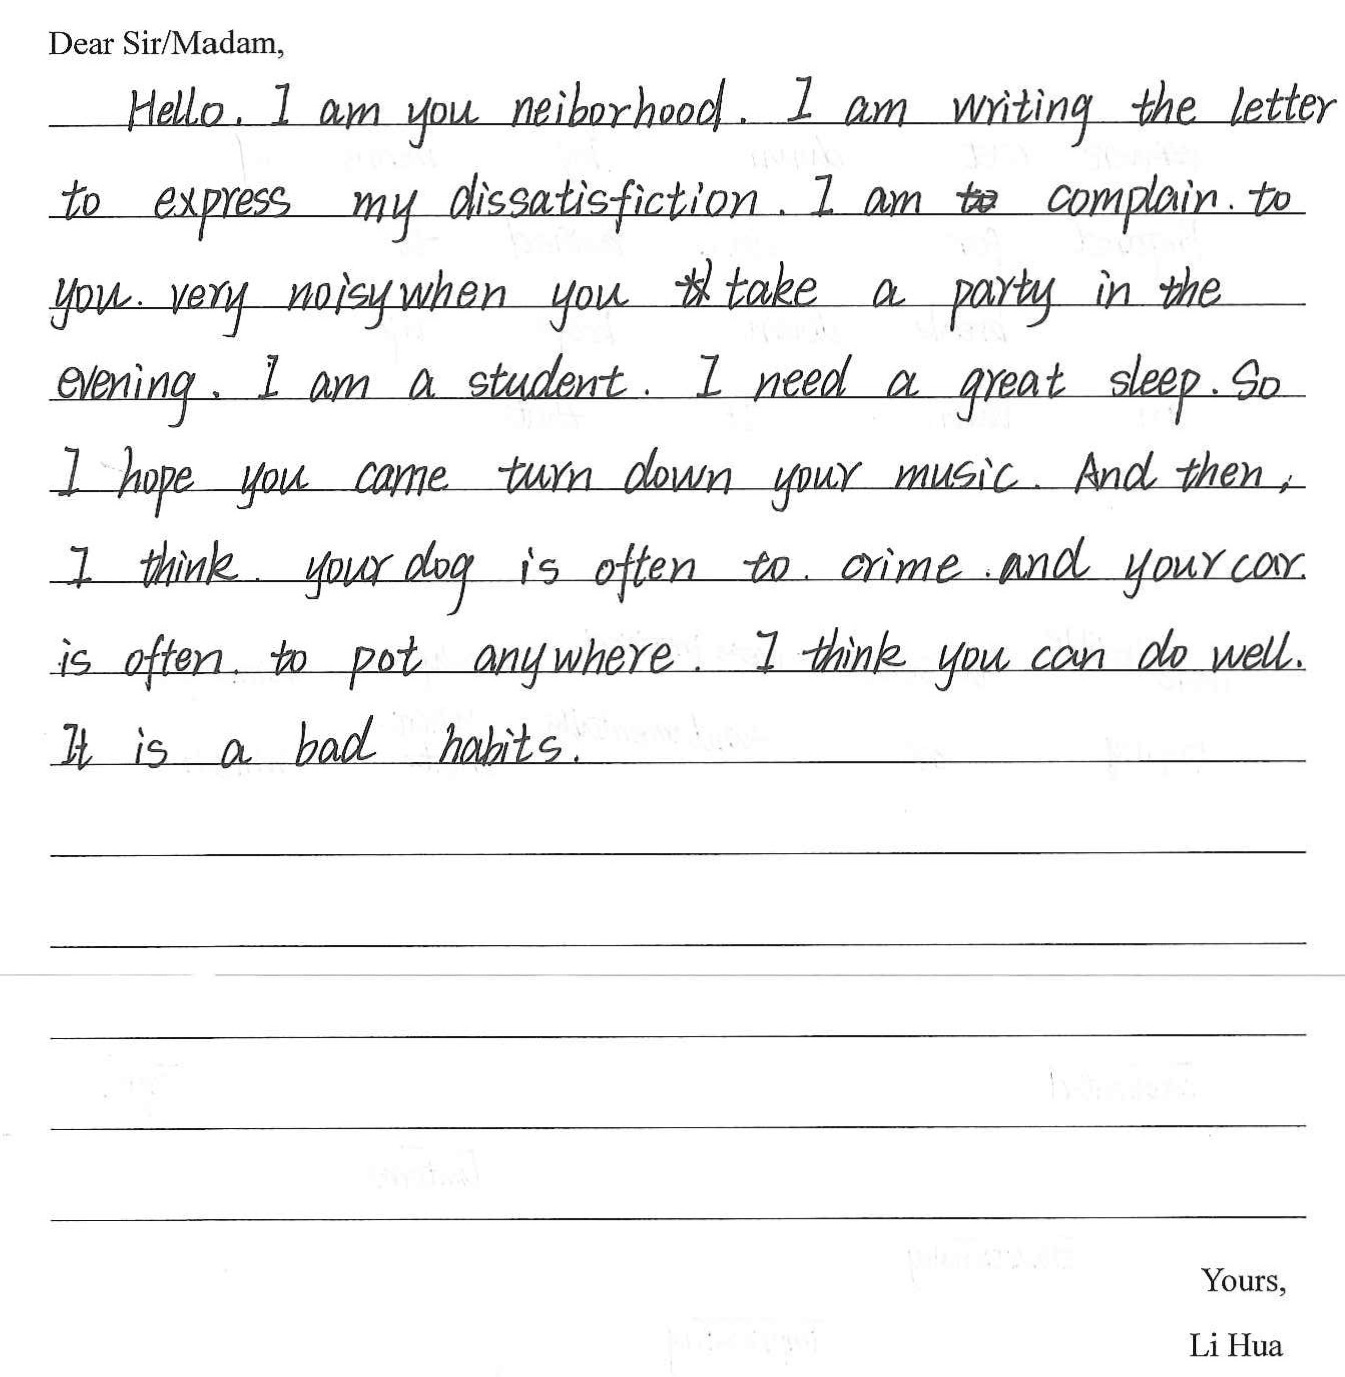 Dear Sir/Madam,
Hello. I am you neiborhood. I am writing the letter
to express my dissatisfiction. I am complain. to
you. very noisy when you take a party in the
evening. I am a student. I need a great sleep. So
I hope you came turn down your music. And then,
I think. your dog is often to. crime. and your car.
is often. to pot anywhere. I think you can do well.
It is a bad habits.
Yours,
Li Hua